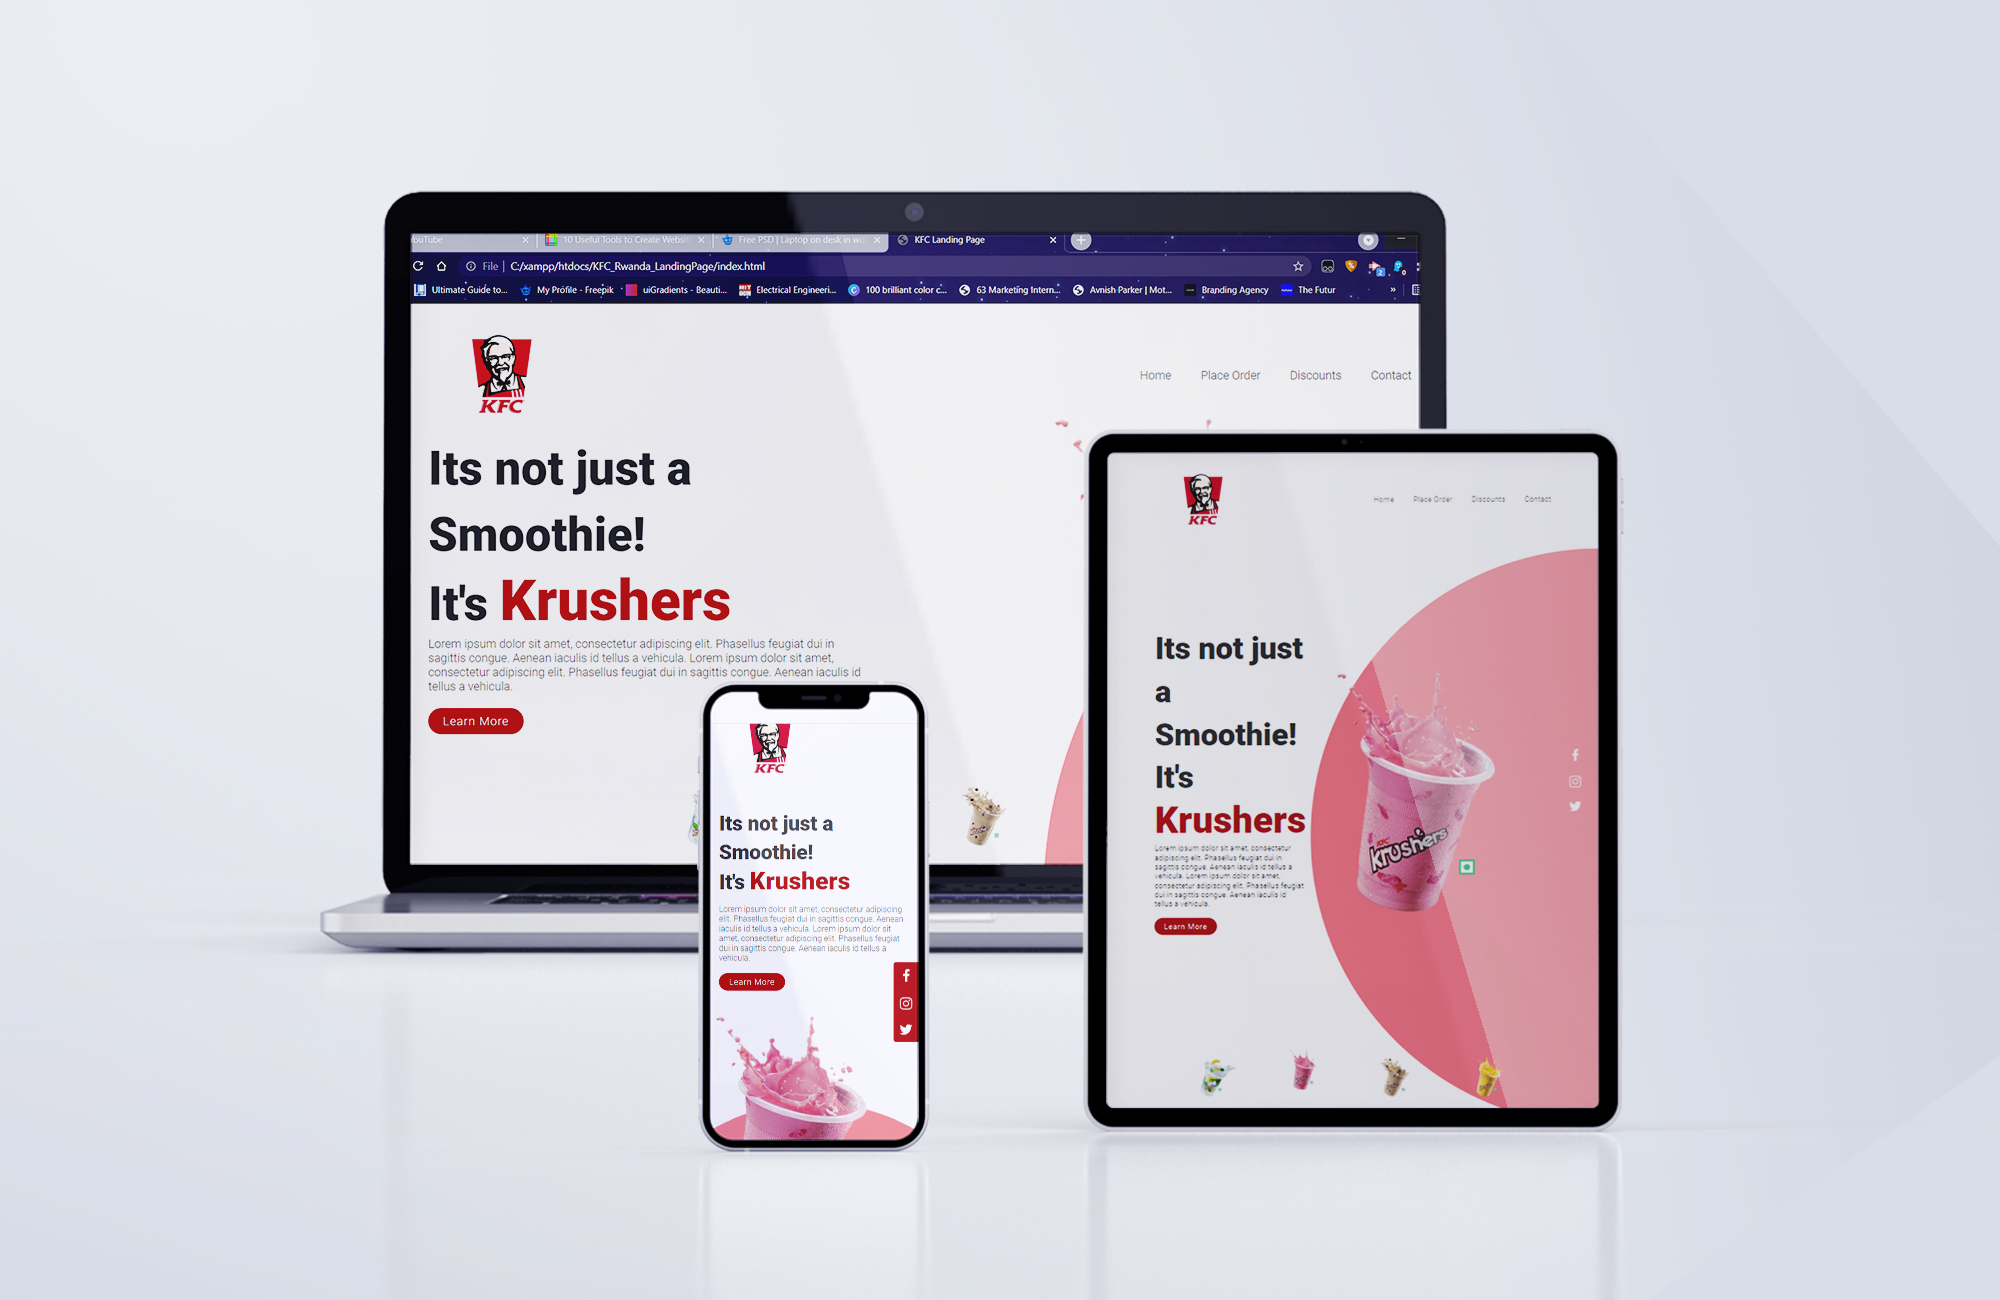 YouTube
10 Useful Tools to Create Websit
Free PSD | Laptop on desk in wo
KFC Landing Page
File | C:/xampp/htdocs/KFC_Rwanda_LandingPage/index.html
Ultimate Guide to...
My Profile - Freepik
uiGradients - Beauti...
Electrical Engineeri...
100 brilliant color c...
63 Marketing Intern...
Avnish Parker | Mot...
Branding Agency
The Futur
KFC
Home Place Order Discounts Contact
Its not just a
Smoothie!
It's Krushers
Lorem ipsum dolor sit amet, consectetur adipiscing elit. Phasellus feugiat dui in
sagittis congue. Aenean iaculis id tellus a vehicula. Lorem ipsum dolor sit amet,
consectetur adipiscing elit. Phasellus feugiat dui in sagittis congue. Aenean iaculis id
tellus a vehicula.
Learn More
KFC
Its not just a
Smoothie!
It's Krushers
Lorem ipsum dolor sit amet, consectetur adipiscing
elit. Phasellus feugiat dui in sagittis congue. Aenean
iaculis id tellus a vehicula. Lorem ipsum dolor sit
amet, consectetur adipiscing elit. Phasellus feugiat
dui in sagittis congue. Aenean iaculis id tellus a
vehicula.
Learn More
KFC
Home Place Order Discounts Contact
Its not just
a
Smoothie!
It's
Krushers
Lorem ipsum dolor sit amet, consectetur
adipiscing elit. Phasellus feugiat dui in
sagittis congue. Aenean iaculis id tellus a
vehicula. Lorem ipsum dolor sit amet,
consectetur adipiscing elit. Phasellus feugiat
dui in sagittis congue. Aenean iaculis id
tellus a vehicula.
Learn More
KFC
krushers